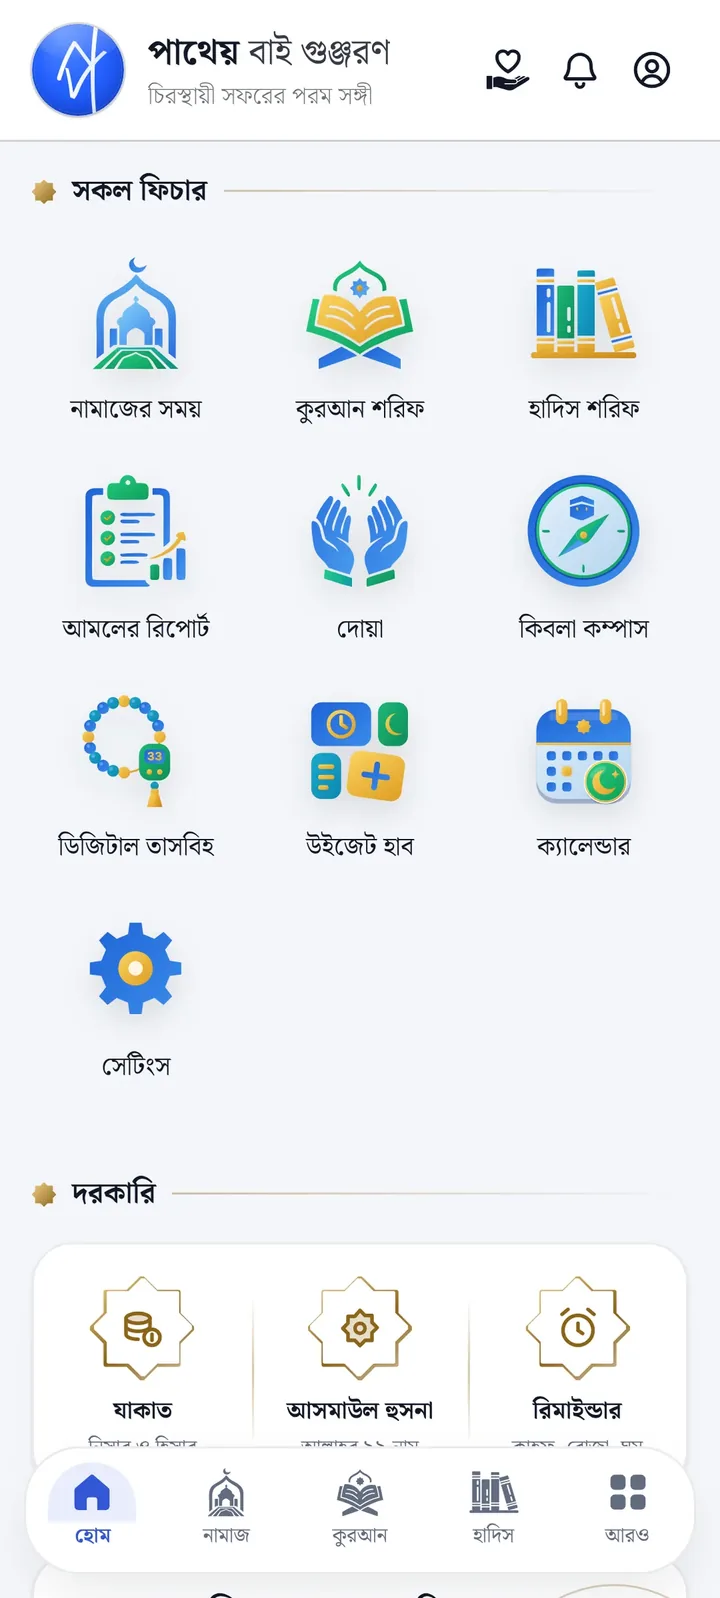 পাথেয় বাই গুঞ্জরণ
চিরস্থায়ী সফরের পরম সঙ্গী
সকল ফিচার
নামাজের সময়
কুরআন শরিফ
হাদিস শরিফ
আমলের রিপোর্ট
দোয়া
কিবলা কম্পাস
33
ডিজিটাল তাসবিহ
উইজেট হাব
ক্যালেন্ডার
সেটিংস
দরকারি
যাকাত
আসমাউল হুসনা
রিমাইন্ডার
হোম
নামাজ
কুরআন
হাদিস
আরও